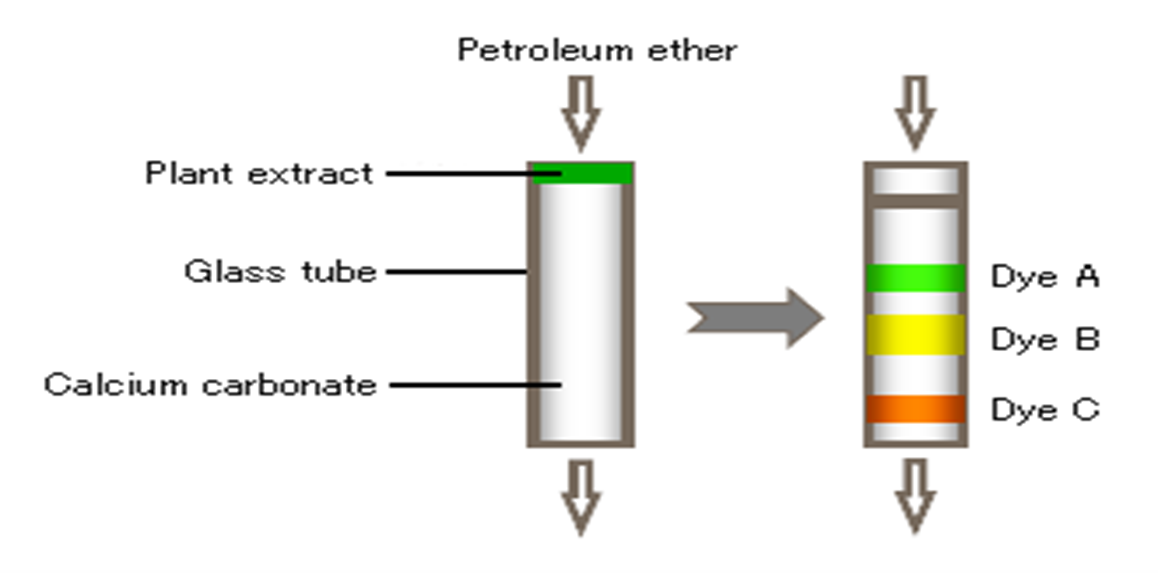 Petroleum ether
Plant extract
Glass tube
Calcium carbonate
Dye A
Dye B
Dye C